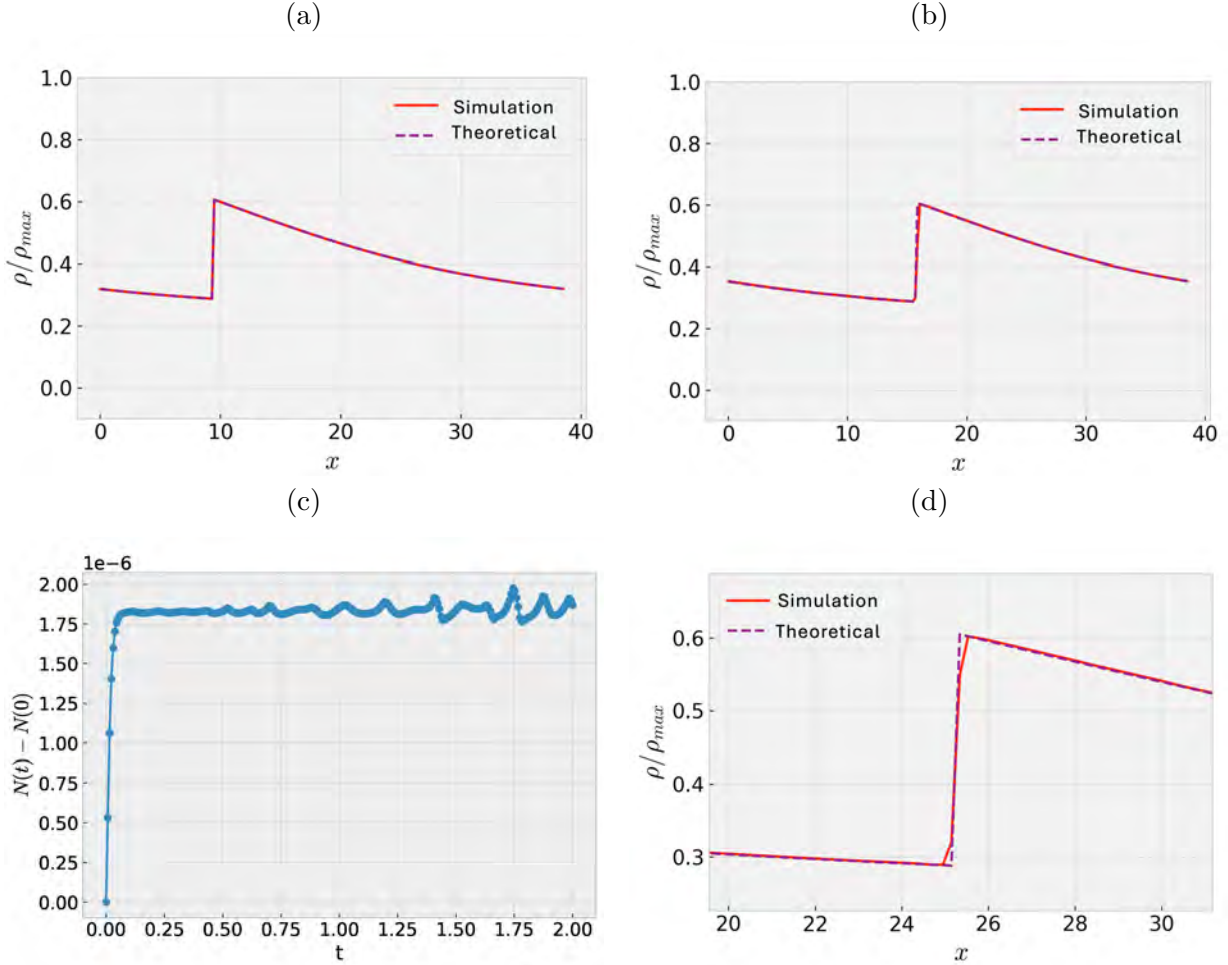 (a)
1.0
0.8
0.6
0.4
0.2
0.0
ρ/ρmax
Simulation
Theoretical
0 10 20 30 40
x
(b)
1.0
0.8
0.6
0.4
0.2
0.0
ρ/ρmax
Simulation
Theoretical
0 10 20 30 40
x
(c)
1e−6
2.00
1.75
1.50
1.25
1.00
0.75
0.50
0.25
0.00
N(t) − N(0)
0.00 0.25 0.50 0.75 1.00 1.25 1.50 1.75 2.00
t
(d)
0.6
0.5
0.4
0.3
ρ/ρmax
Simulation
Theoretical
20 22 24 26 28 30
x